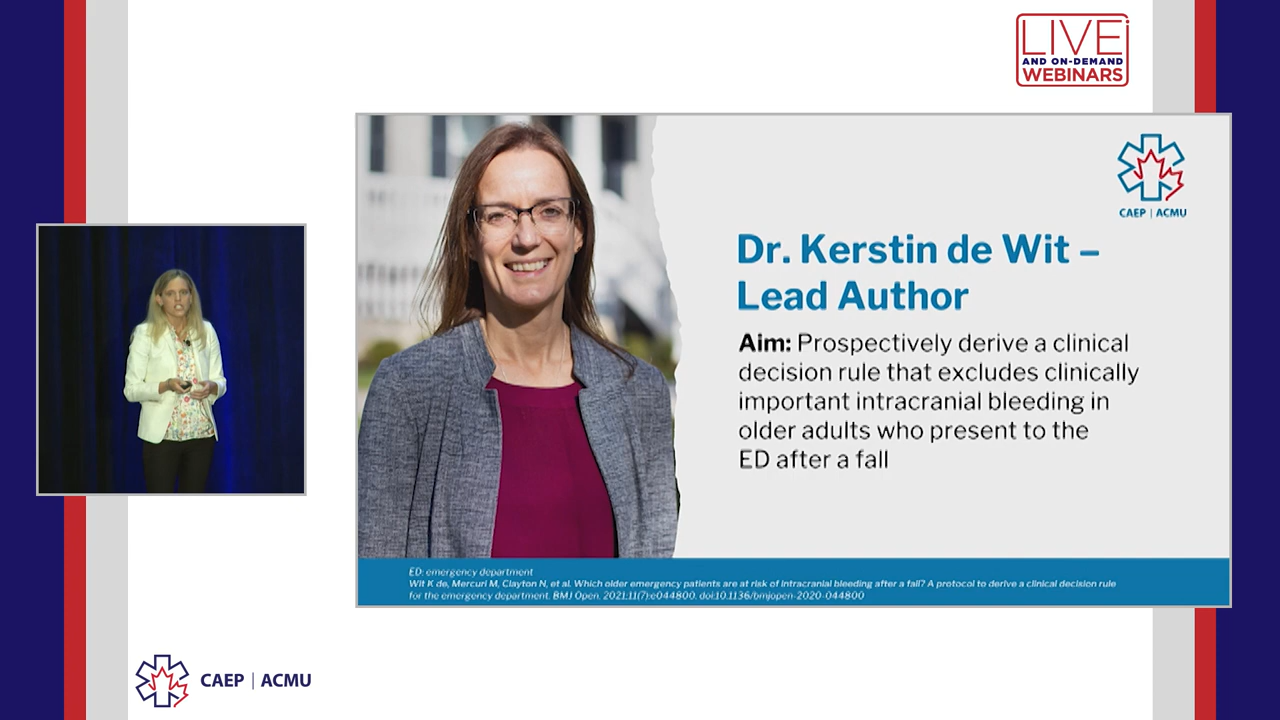 LIVE
AND ON-DEMAND
WEBINARS
CAEP | ACMU
Dr. Kerstin de Wit –
Lead Author
Aim: Prospectively derive a clinical
decision rule that excludes clinically
important intracranial bleeding in
older adults who present to the
ED after a fall
ED: emergency department
Wit K de, Mercuri M, Clayton N, et al. Which older emergency patients are at risk of intracranial bleeding after a fall? A protocol to derive a clinical decision rule
for the emergency department. BMJ Open. 2021;11(7):e044800. doi:10.1136/bmjopen-2020-044800
CAEP | ACMU